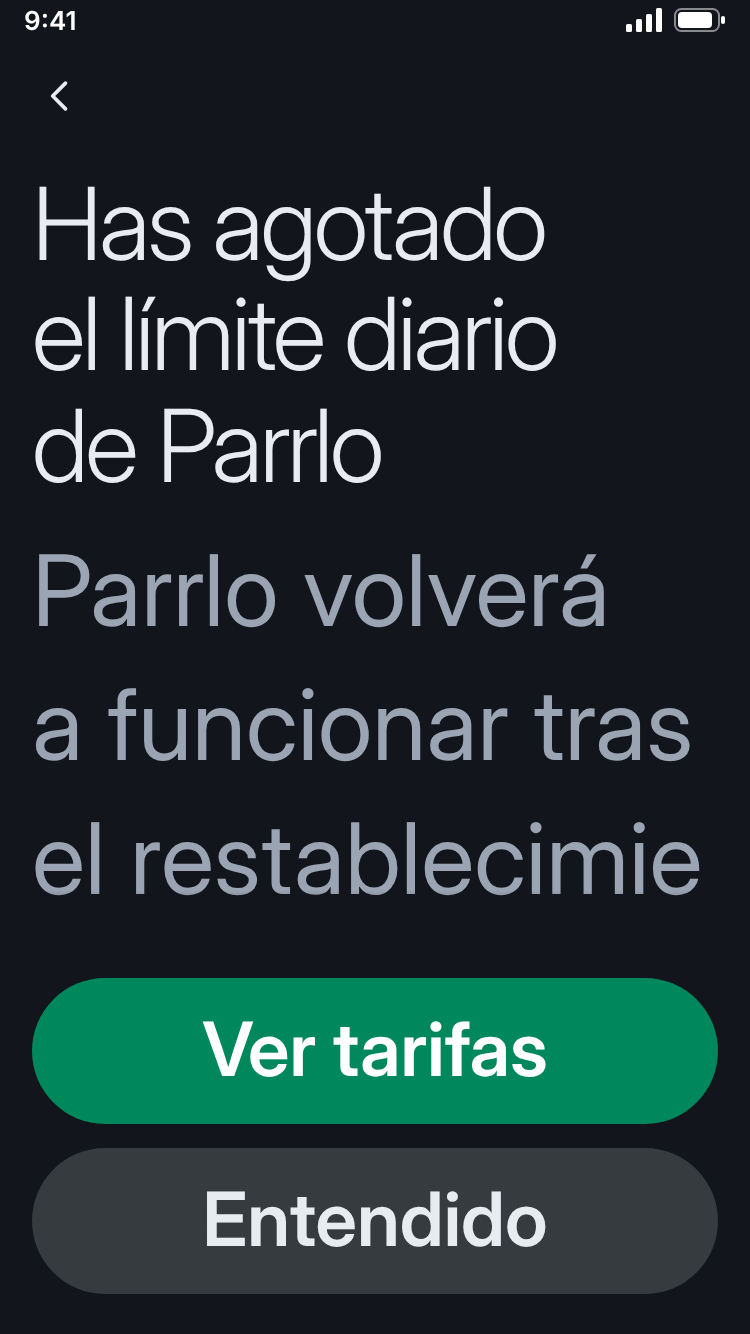 9:41
Has agotado
el límite diario
de Parrlo
Parrlo volverá
a funcionar tras
el restablecimie
Ver tarifas
Entendido